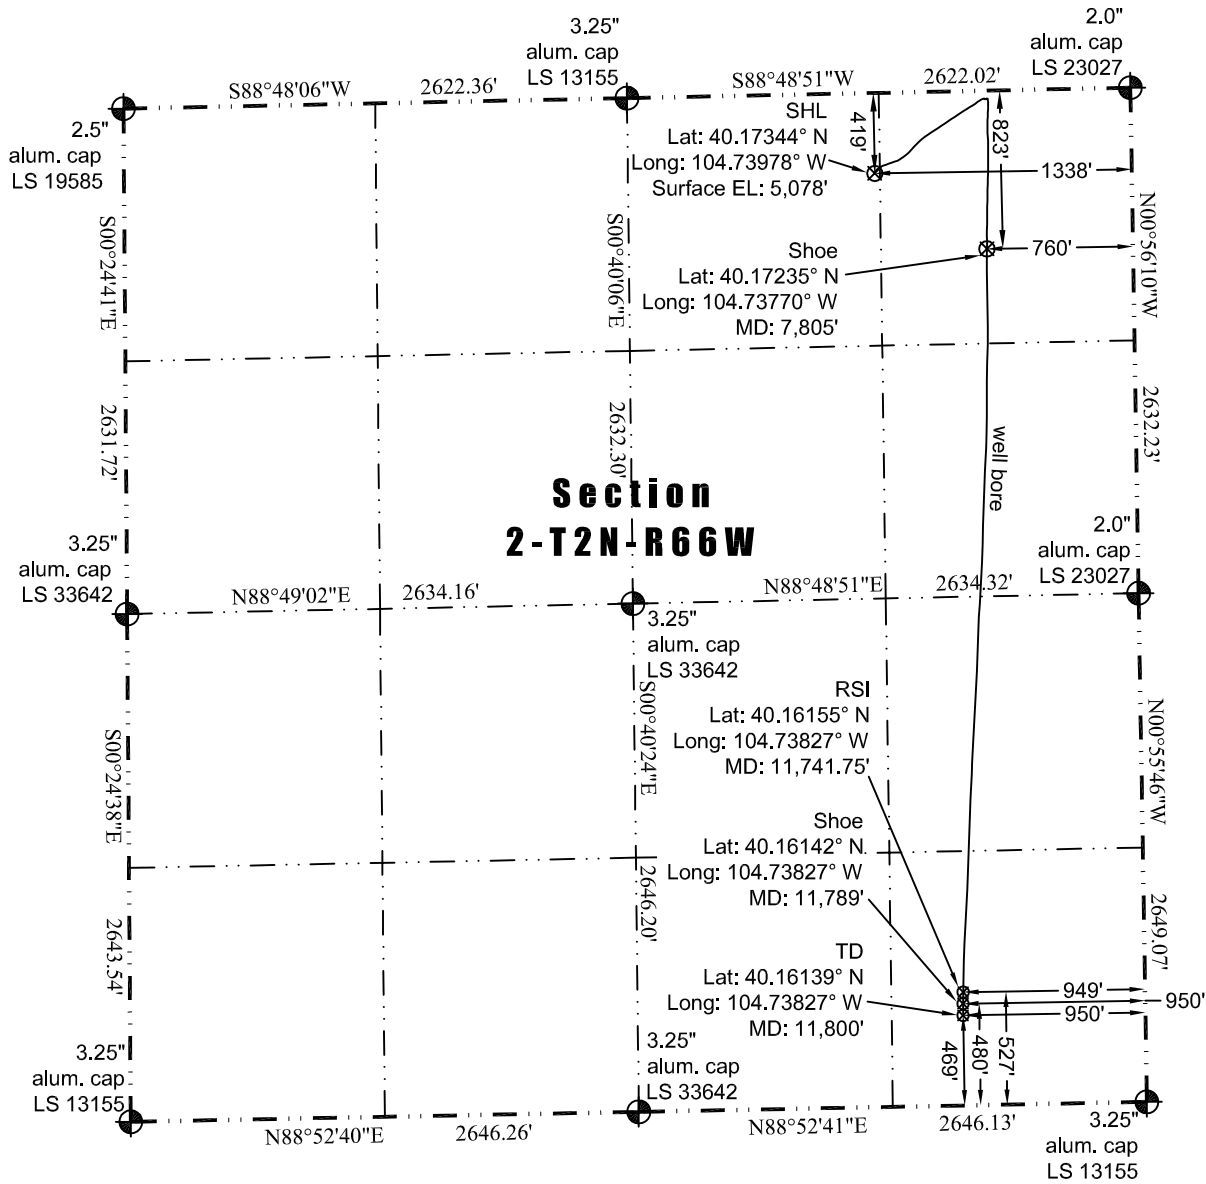 3.25"
alum. cap
LS 13155
2.0"
alum. cap
LS 23027
S88°48'06"W
2622.36'
S88°48'51"W
2622.02'
2.5"
alum. cap
LS 19585
SHL
Lat: 40.17344° N
Long: 104.73978° W
Surface EL: 5,078'
419'
823'
1338'
S00°24'41"E
S00°40'06"E
N00°56'10"W
Shoe
Lat: 40.17235° N
Long: 104.73770° W
MD: 7,805'
760'
2631.72'
2632.30'
2632.23'
well bore
Section
2-T2N-R66W
3.25"
alum. cap
LS 33642
2.0"
alum. cap
LS 23027
N88°49'02"E
2634.16'
N88°48'51"E
2634.32'
3.25"
alum. cap
LS 33642
S00°24'38"E
S00°40'24"E
N00°55'46"W
RSI
Lat: 40.16155° N
Long: 104.73827° W
MD: 11,741.75'
Shoe
Lat: 40.16142° N
Long: 104.73827° W
MD: 11,789'
TD
Lat: 40.16139° N
Long: 104.73827° W
MD: 11,800'
2643.54'
2646.20'
2649.07'
949'
950'
950'
469'
480'
527'
3.25"
alum. cap
LS 13155
3.25"
alum. cap
LS 33642
N88°52'40"E
2646.26'
N88°52'41"E
2646.13'
3.25"
alum. cap
LS 13155